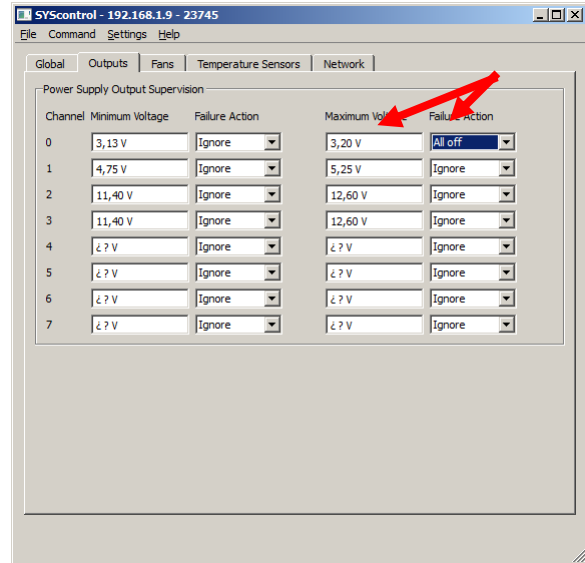 SYScontrol - 192.168.1.9 - 23745
File Command Settings Help
Global Outputs Fans Temperature Sensors Network
Power Supply Output Supervision
Channel Minimum Voltage Failure Action Maximum Voltage Failure Action
0 3,13 V Ignore 3,20 V All off
1 4,75 V Ignore 5,25 V Ignore
2 11,40 V Ignore 12,60 V Ignore
3 11,40 V Ignore 12,60 V Ignore
4 ¿ ? V Ignore ¿ ? V Ignore
5 ¿ ? V Ignore ¿ ? V Ignore
6 ¿ ? V Ignore ¿ ? V Ignore
7 ¿ ? V Ignore ¿ ? V Ignore